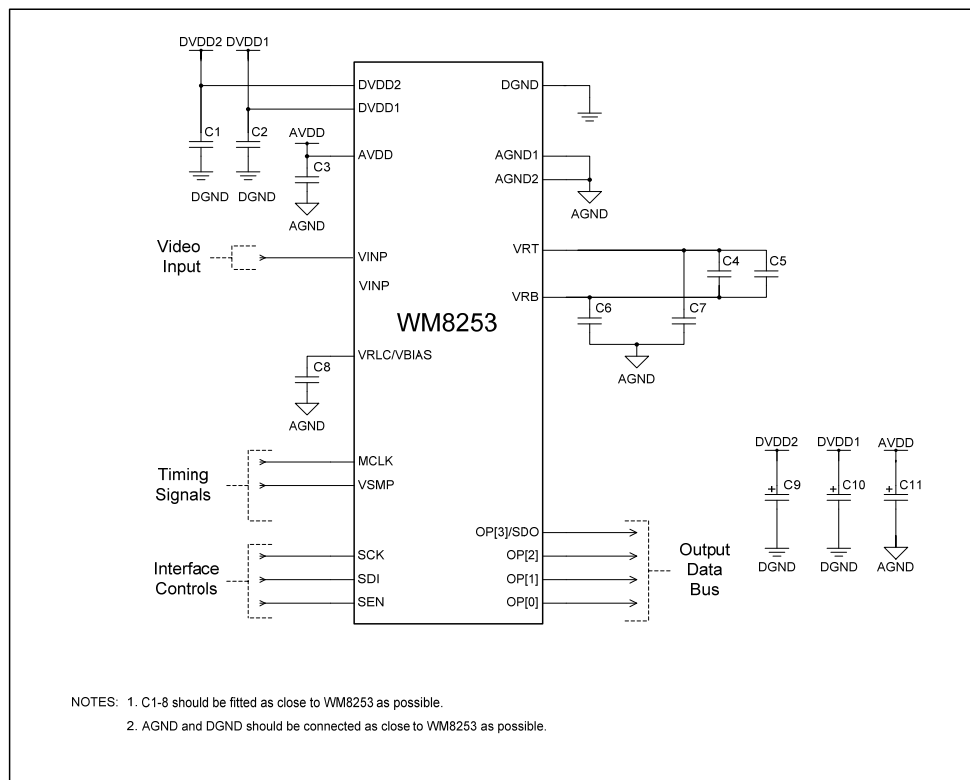 DVDD2 DVDD1
DVDD2
DGND
DVDD1
C1
C2
AVDD
AVDD
AGND1
C3
AGND2
DGND DGND
AGND
AGND
Video
Input
VINP
VRT
C4
C5
VINP
VRB
WM8253
C6
C7
VRLC/VBIAS
C8
AGND
AGND
DVDD2 DVDD1 AVDD
Timing
Signals
MCLK
VSMP
+ C9
+ C10
+ C11
OP[3]/SDO
Interface
Controls
SCK
SDI
SEN
OP[2]
OP[1]
OP[0]
Output
Data
Bus
DGND DGND AGND
NOTES: 1. C1-8 should be fitted as close to WM8253 as possible.
2. AGND and DGND should be connected as close to WM8253 as possible.